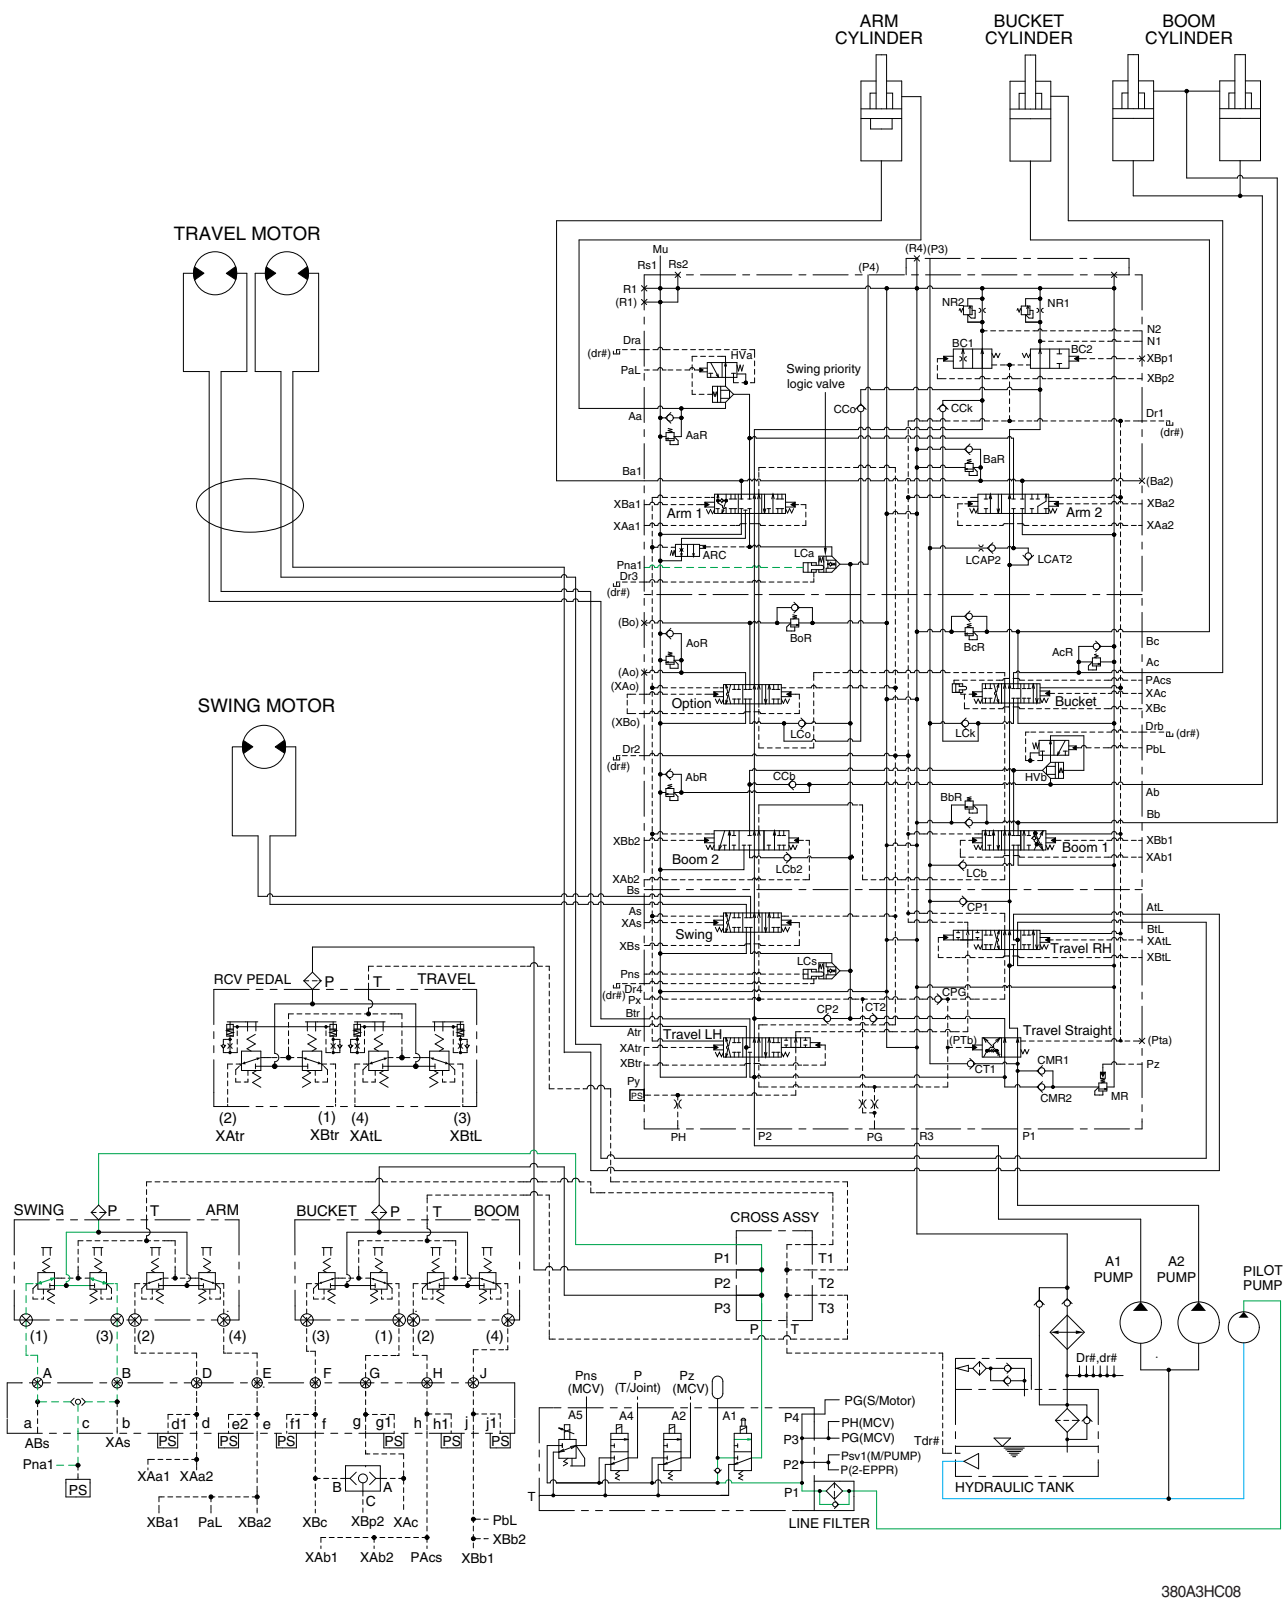 ARM
CYLINDER
BUCKET
CYLINDER
BOOM
CYLINDER
TRAVEL MOTOR
Mu
(R4)(P3)
Rs1
Rs2
(P4)
R1
(R1)
NR2
NR1
N2
N1
Dra
(dr#)
HVa
BC1
BC2
XBp1
PaL
Swing priority
logic valve
XBp2
CCo
CCk
Aa
Dr1
(dr#)
AaR
BaR
Ba1
(Ba2)
XBa1
Arm 1
Arm 2
XBa2
XAa1
XAa2
ARC
LCa
LCAP2
LCAT2
Pna1
Dr3
(dr#)
(Bo)
BoR
BcR
Bc
AoR
AcR
Ac
(Ao)
PAcs
(XAo)
XAc
Option
Bucket
XBc
(XBo)
LCo
LCk
Drb
(dr#)
SWING MOTOR
Dr2
(dr#)
PbL
AbR
CCb
HVb
Ab
BbR
Bb
XBb2
XBb1
Boom 2
Boom 1
XAb1
LCb2
LCb
XAb2
Bs
CP1
As
AtL
XAs
Swing
BtL
XAtL
XBs
Travel RH
XBtL
LCs
Pns
(dr#)
Dr4
Px
CPG
RCV PEDAL
P
T
TRAVEL
Btr
CP2
CT2
Atr
Travel LH
Travel Straight
(PTb)
(Pta)
XAtr
XBtr
CT1
CMR1
Pz
Py
PS
CMR2
MR
(2)
(1)
(4)
(3)
XAtr
XBtr
XAtL
XBtL
PH
P2
PG
R3
P1
SWING
P
T
ARM
BUCKET
P
T
BOOM
CROSS ASSY
P1
T1
P2
T2
P3
T3
P
T
A1
PUMP
A2
PUMP
PILOT
PUMP
(1)
(3)
(2)
(4)
(3)
(1)
(2)
(4)
Dr#,dr#
A
B
D
E
F
G
H
J
Pns
(MCV)
P
(T/Joint)
Pz
(MCV)
PG(S/Motor)
a
c
b
d1
d
e2
e
f1
f
g
g1
h
h1
j
j1
A5
A4
A2
A1
P4
PH(MCV)
P3
PG(MCV)
PS
PS
PS
PS
PS
PS
ABs
XAs
Tdr#
Psv1(M/PUMP)
P2
P(2-EPPR)
Pna1
PS
XAa1
XAa2
B
A
C
T
P1
HYDRAULIC TANK
LINE FILTER
XBa1
PaL
XBa2
XBc
XBp2
XAc
PbL
XBb2
XAb1
XAb2
PAcs
XBb1
380A3HC08